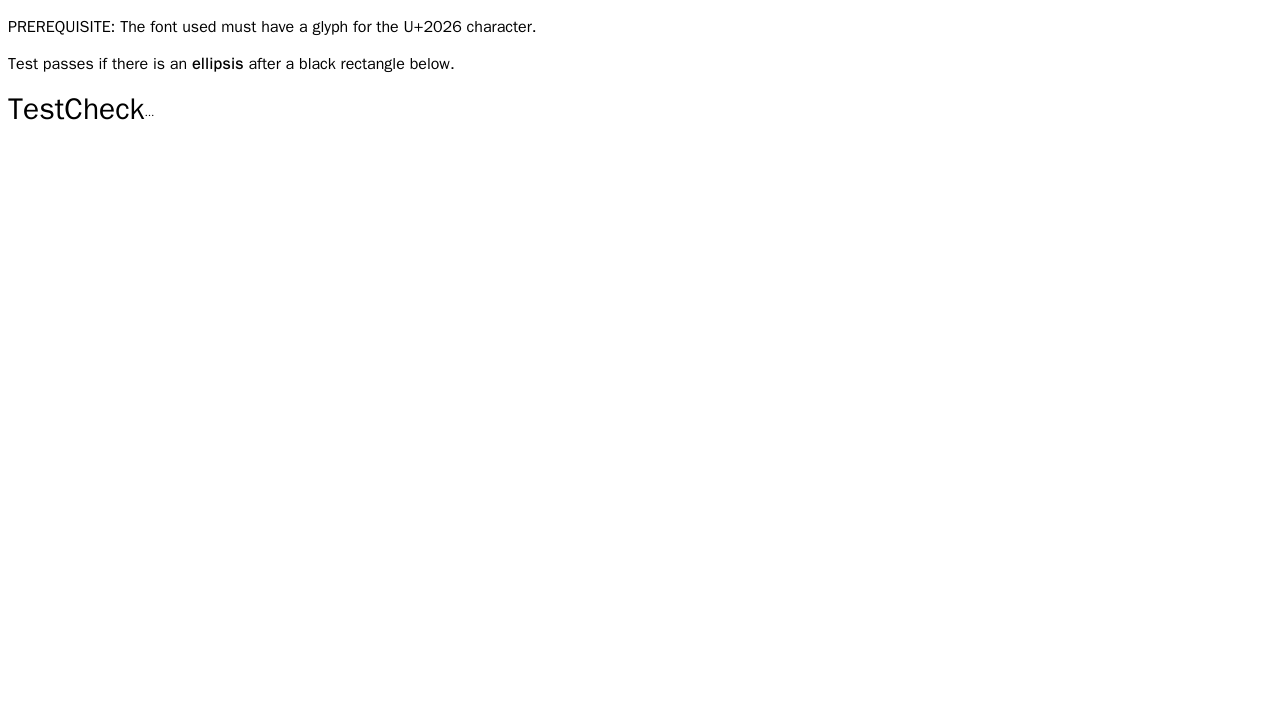 PREREQUISITE: The font used must have a glyph for the U+2026 character.
Test passes if there is an ellipsis after a black rectangle below.
TestCheck…